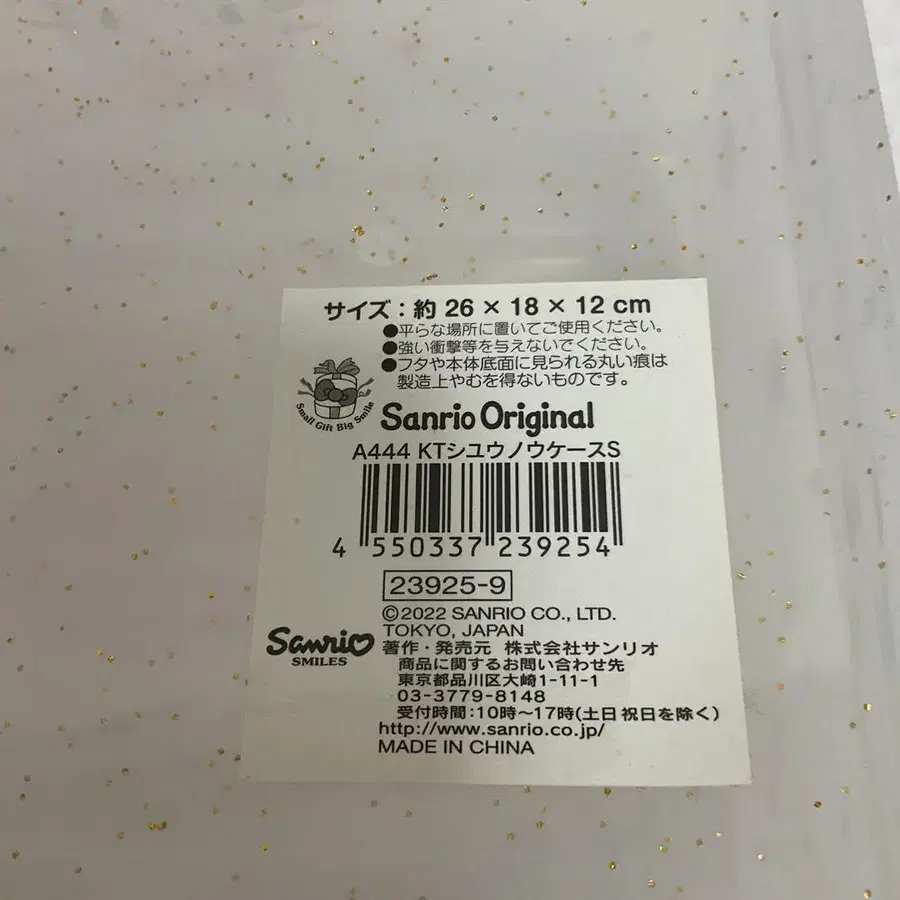 サイズ：約 26 × 18 × 12 cm
●平らな場所に置いてご使用ください。
●強い衝撃等を与えないでください。
●フタや本体底面に見られる丸い痕は
製造上やむを得ないものです。
Small Gift Big Smile
Sanrio Original
A444 KTシユウノウケースS
4 550337 239254
23925-9
©2022 SANRIO CO., LTD.
TOKYO, JAPAN
Sanrio
SMILES
著作・発売元 株式会社サンリオ
商品に関するお問い合わせ先
東京都品川区大崎1-11-1
03-3779-8148
受付時間：10時～17時(土日祝日を除く)
http://www.sanrio.co.jp/
MADE IN CHINA